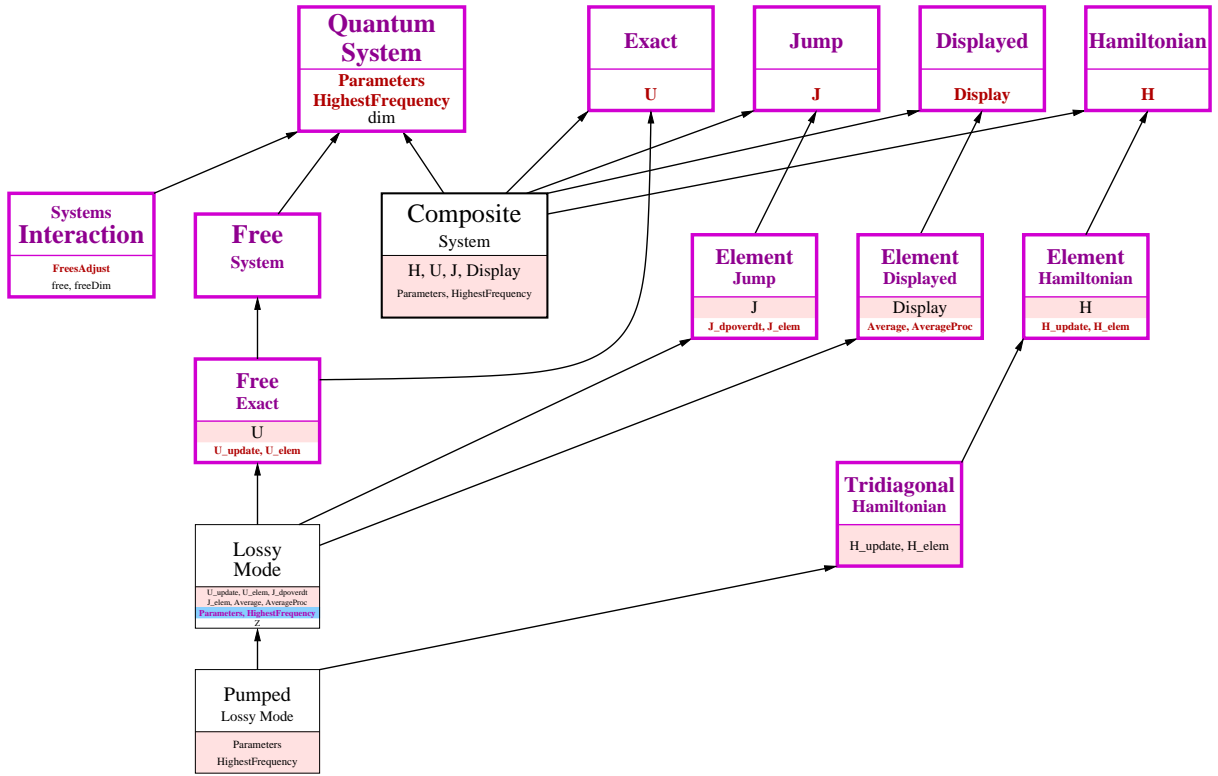 Quantum
System
Parameters
HighestFrequency
dim
Exact
U
Jump
J
Displayed
Display
Hamiltonian
H
Systems
Interaction
FreesAdjust
free, freeDim
Free
System
Composite
System
H, U, J, Display
Parameters, HighestFrequency
Element
Jump
J
J_dpoverdt, J_elem
Element
Displayed
Display
Average, AverageProc
Element
Hamiltonian
H
H_update, H_elem
Free
Exact
U
U_update, U_elem
Tridiagonal
Hamiltonian
H_update, H_elem
Lossy
Mode
U_update, U_elem, J_dpoverdt
J_elem, Average, AverageProc
Parameters, HighestFrequency
Z
Pumped
Lossy Mode
Parameters
HighestFrequency